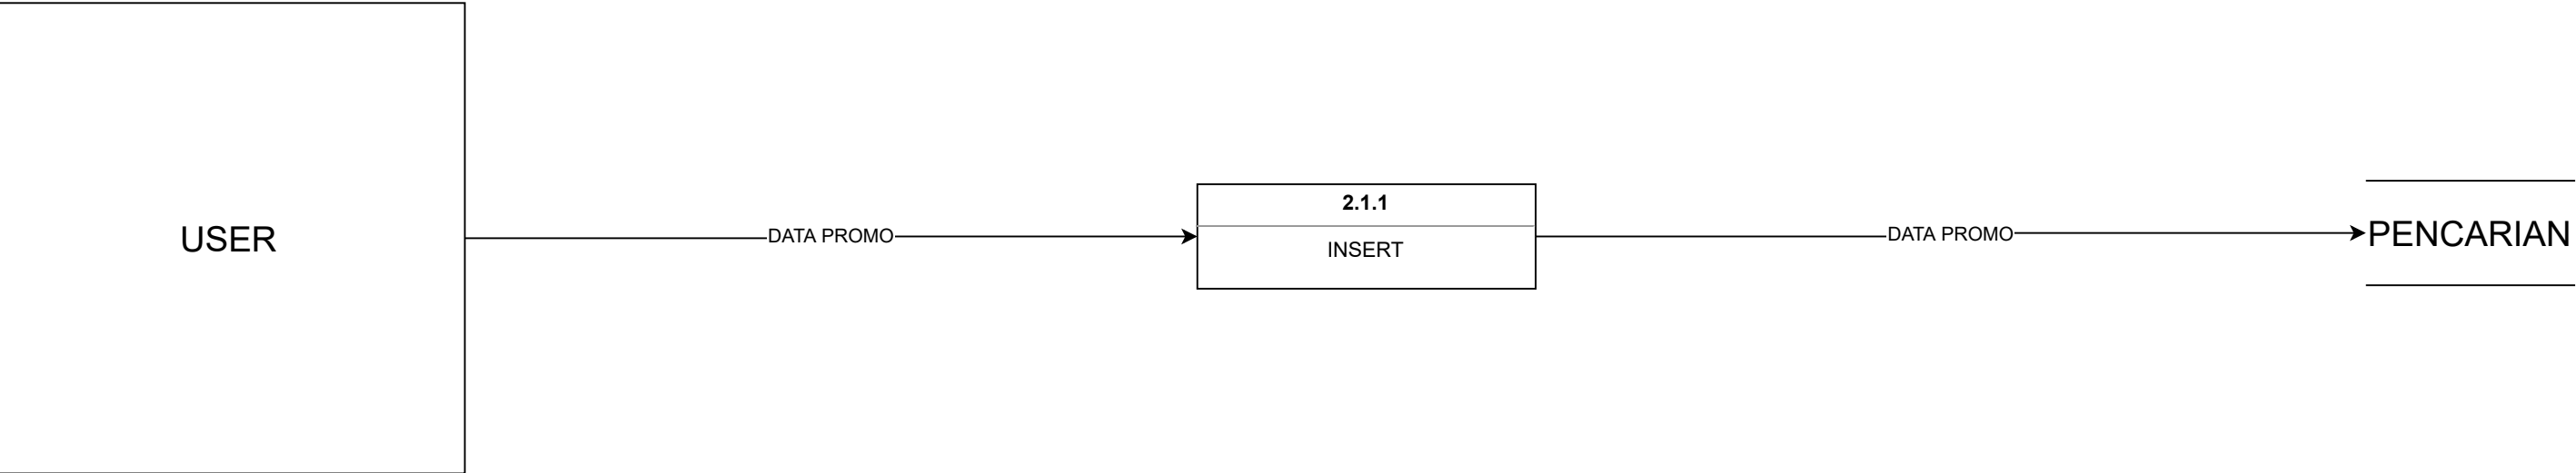 USER
DATA PROMO
2.1.1
INSERT
DATA PROMO
PENCARIAN